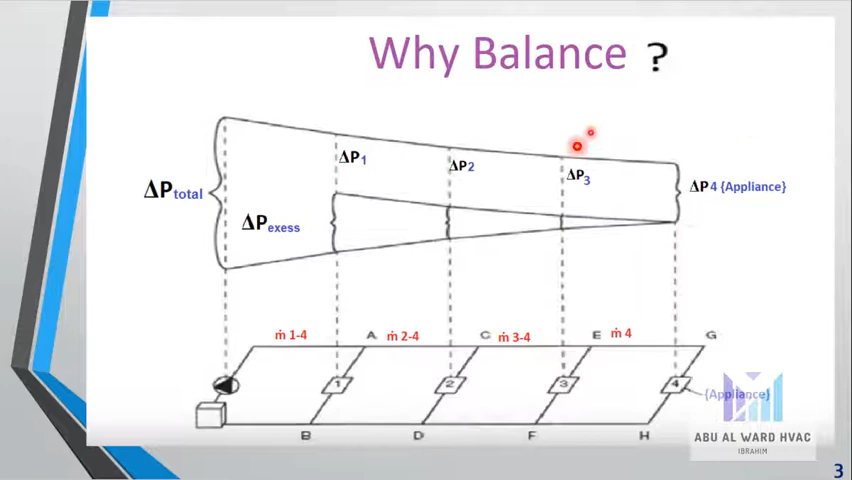 Why Balance ?
ΔP1
ΔP2
ΔP3
ΔPtotal
ΔP4 {Appliance}
ΔPexess
ṁ 1-4
A
ṁ 2-4
C
ṁ 3-4
E
ṁ 4
G
1
2
3
4
{Appliance}
B
D
F
H
ABU AL WARD HVAC
IBRAHIM
3